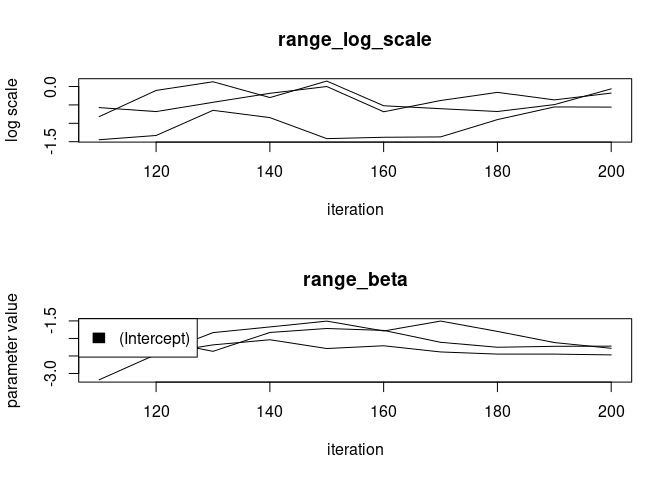 range_log_scale
log scale
0.0
-1.5
120 140 160 180 200
iteration
range_beta
parameter value
-1.5
-3.0
(Intercept)
120 140 160 180 200
iteration